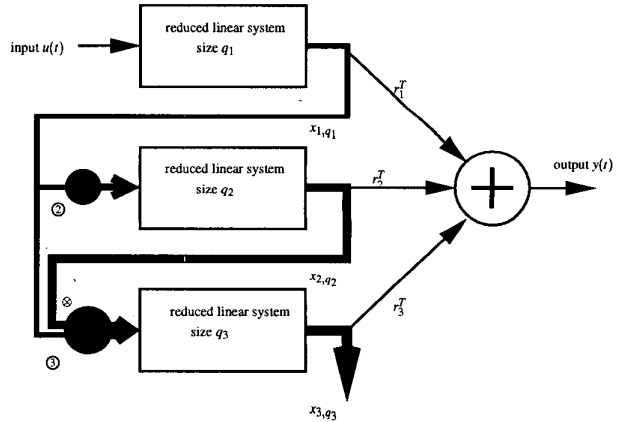 reduced linear system
size q₁
input u(t)
r₁ᵀ
x₁,q₁
reduced linear system
size q₂
r₂ᵀ
output y(t)
②
+
x₂,q₂
⊗
reduced linear system
size q₃
r₃ᵀ
③
x₃,q₃